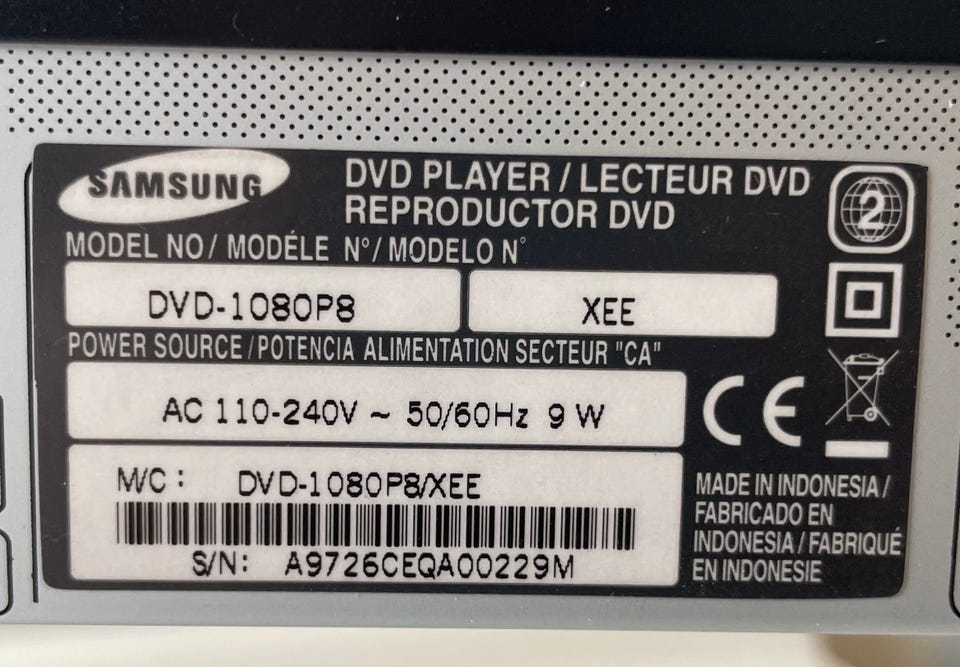 SAMSUNG
DVD PLAYER / LECTEUR DVD
REPRODUCTOR DVD
2
MODEL NO / MODÉLE N° / MODELO N°
DVD-1080P8
XEE
POWER SOURCE / POTENCIA ALIMENTATION SECTEUR "CA"
AC 110-240V ~ 50/60Hz 9 W
CE
M/C : DVD-1080P8/XEE
S/N: A9726CEQA00229M
MADE IN INDONESIA /
FABRICADO EN
INDONESIA / FABRIQUÉ
EN INDONESIE